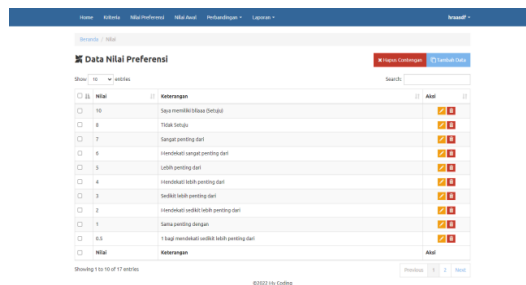 Home Kriteria Nilai Preferensi Nilai Awal Perbandingan Laporan
Beranda / Nilai
Data Nilai Preferensi
Hapus Centangan Tambah Data
Show 10 entries Search:
Nilai Keterangan Aksi
10 Saya memiliki (Setuju)
8 Tidak Setuju
7 Sangat penting dari
6 Mendekati sangat penting dari
5 Lebih penting dari
4 Mendekati lebih penting dari
3 Sedikit lebih penting dari
2 Mendekati sedikit lebih penting dari
1 Sama penting dengan
0.5 1 bagi mendekati sedikit lebih penting dari
Nilai Keterangan Aksi
Showing 1 to 10 of 17 entries Previous 1 2 Next
©2022